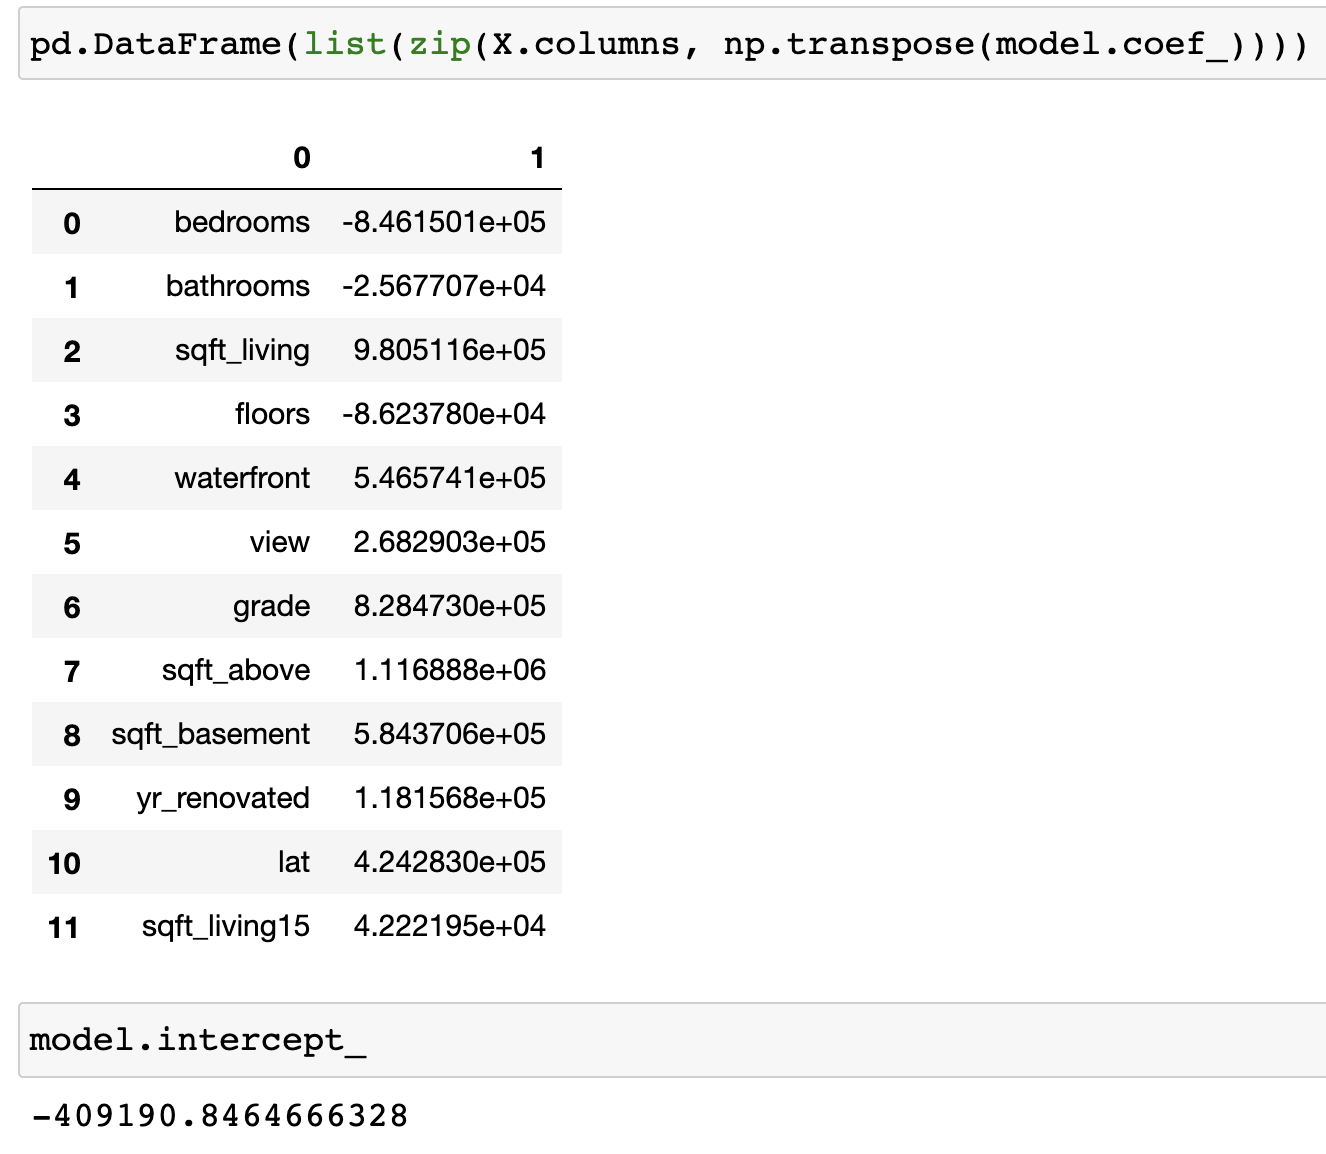 pd.DataFrame(list(zip(X.columns, np.transpose(model.coef_))))
0 1
0 bedrooms -8.461501e+05
1 bathrooms -2.567707e+04
2 sqft_living 9.805116e+05
3 floors -8.623780e+04
4 waterfront 5.465741e+05
5 view 2.682903e+05
6 grade 8.284730e+05
7 sqft_above 1.116888e+06
8 sqft_basement 5.843706e+05
9 yr_renovated 1.181568e+05
10 lat 4.242830e+05
11 sqft_living15 4.222195e+04
model.intercept_
-409190.8464666328